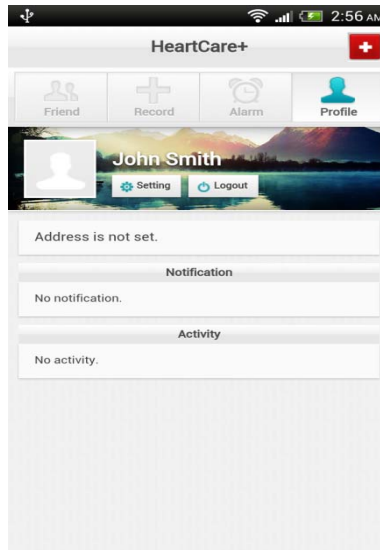 2:56 AM
HeartCare+
Friend Record Alarm Profile
John Smith
Setting Logout
Address is not set.
Notification
No notification.
Activity
No activity.